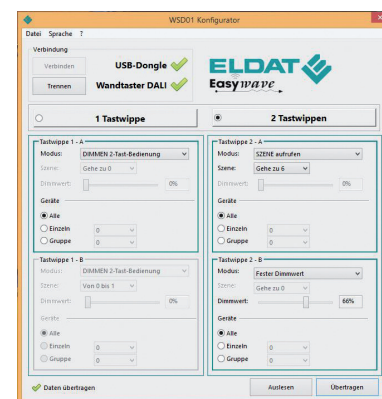 WSD01 Konfigurator
Datei Sprache ?
Verbindung
Verbinden
USB-Dongle
Trennen
Wandtaster DALI
ELDAT
Easywave
1 Tastwippe
2 Tastwippen
Tastwippe 1 - A
Modus: DIMMEN 2-Tast-Bedienung
Szene: Gehe zu 0
Dimmwert: 0%
Geräte
Alle
Einzeln 0
Gruppe 0
Tastwippe 2 - A
Modus: SZENE aufrufen
Szene: Gehe zu 6
Dimmwert: 0%
Geräte
Alle
Einzeln 0
Gruppe 0
Tastwippe 1 - B
Modus: DIMMEN 2-Tast-Bedienung
Szene: Von 0 bis 1
Dimmwert: 0%
Geräte
Alle
Einzeln 0
Gruppe 0
Tastwippe 2 - B
Modus: Fester Dimmwert
Szene: Gehe zu 0
Dimmwert: 66%
Geräte
Alle
Einzeln 0
Gruppe 0
Daten übertragen
Auslesen
Übertragen